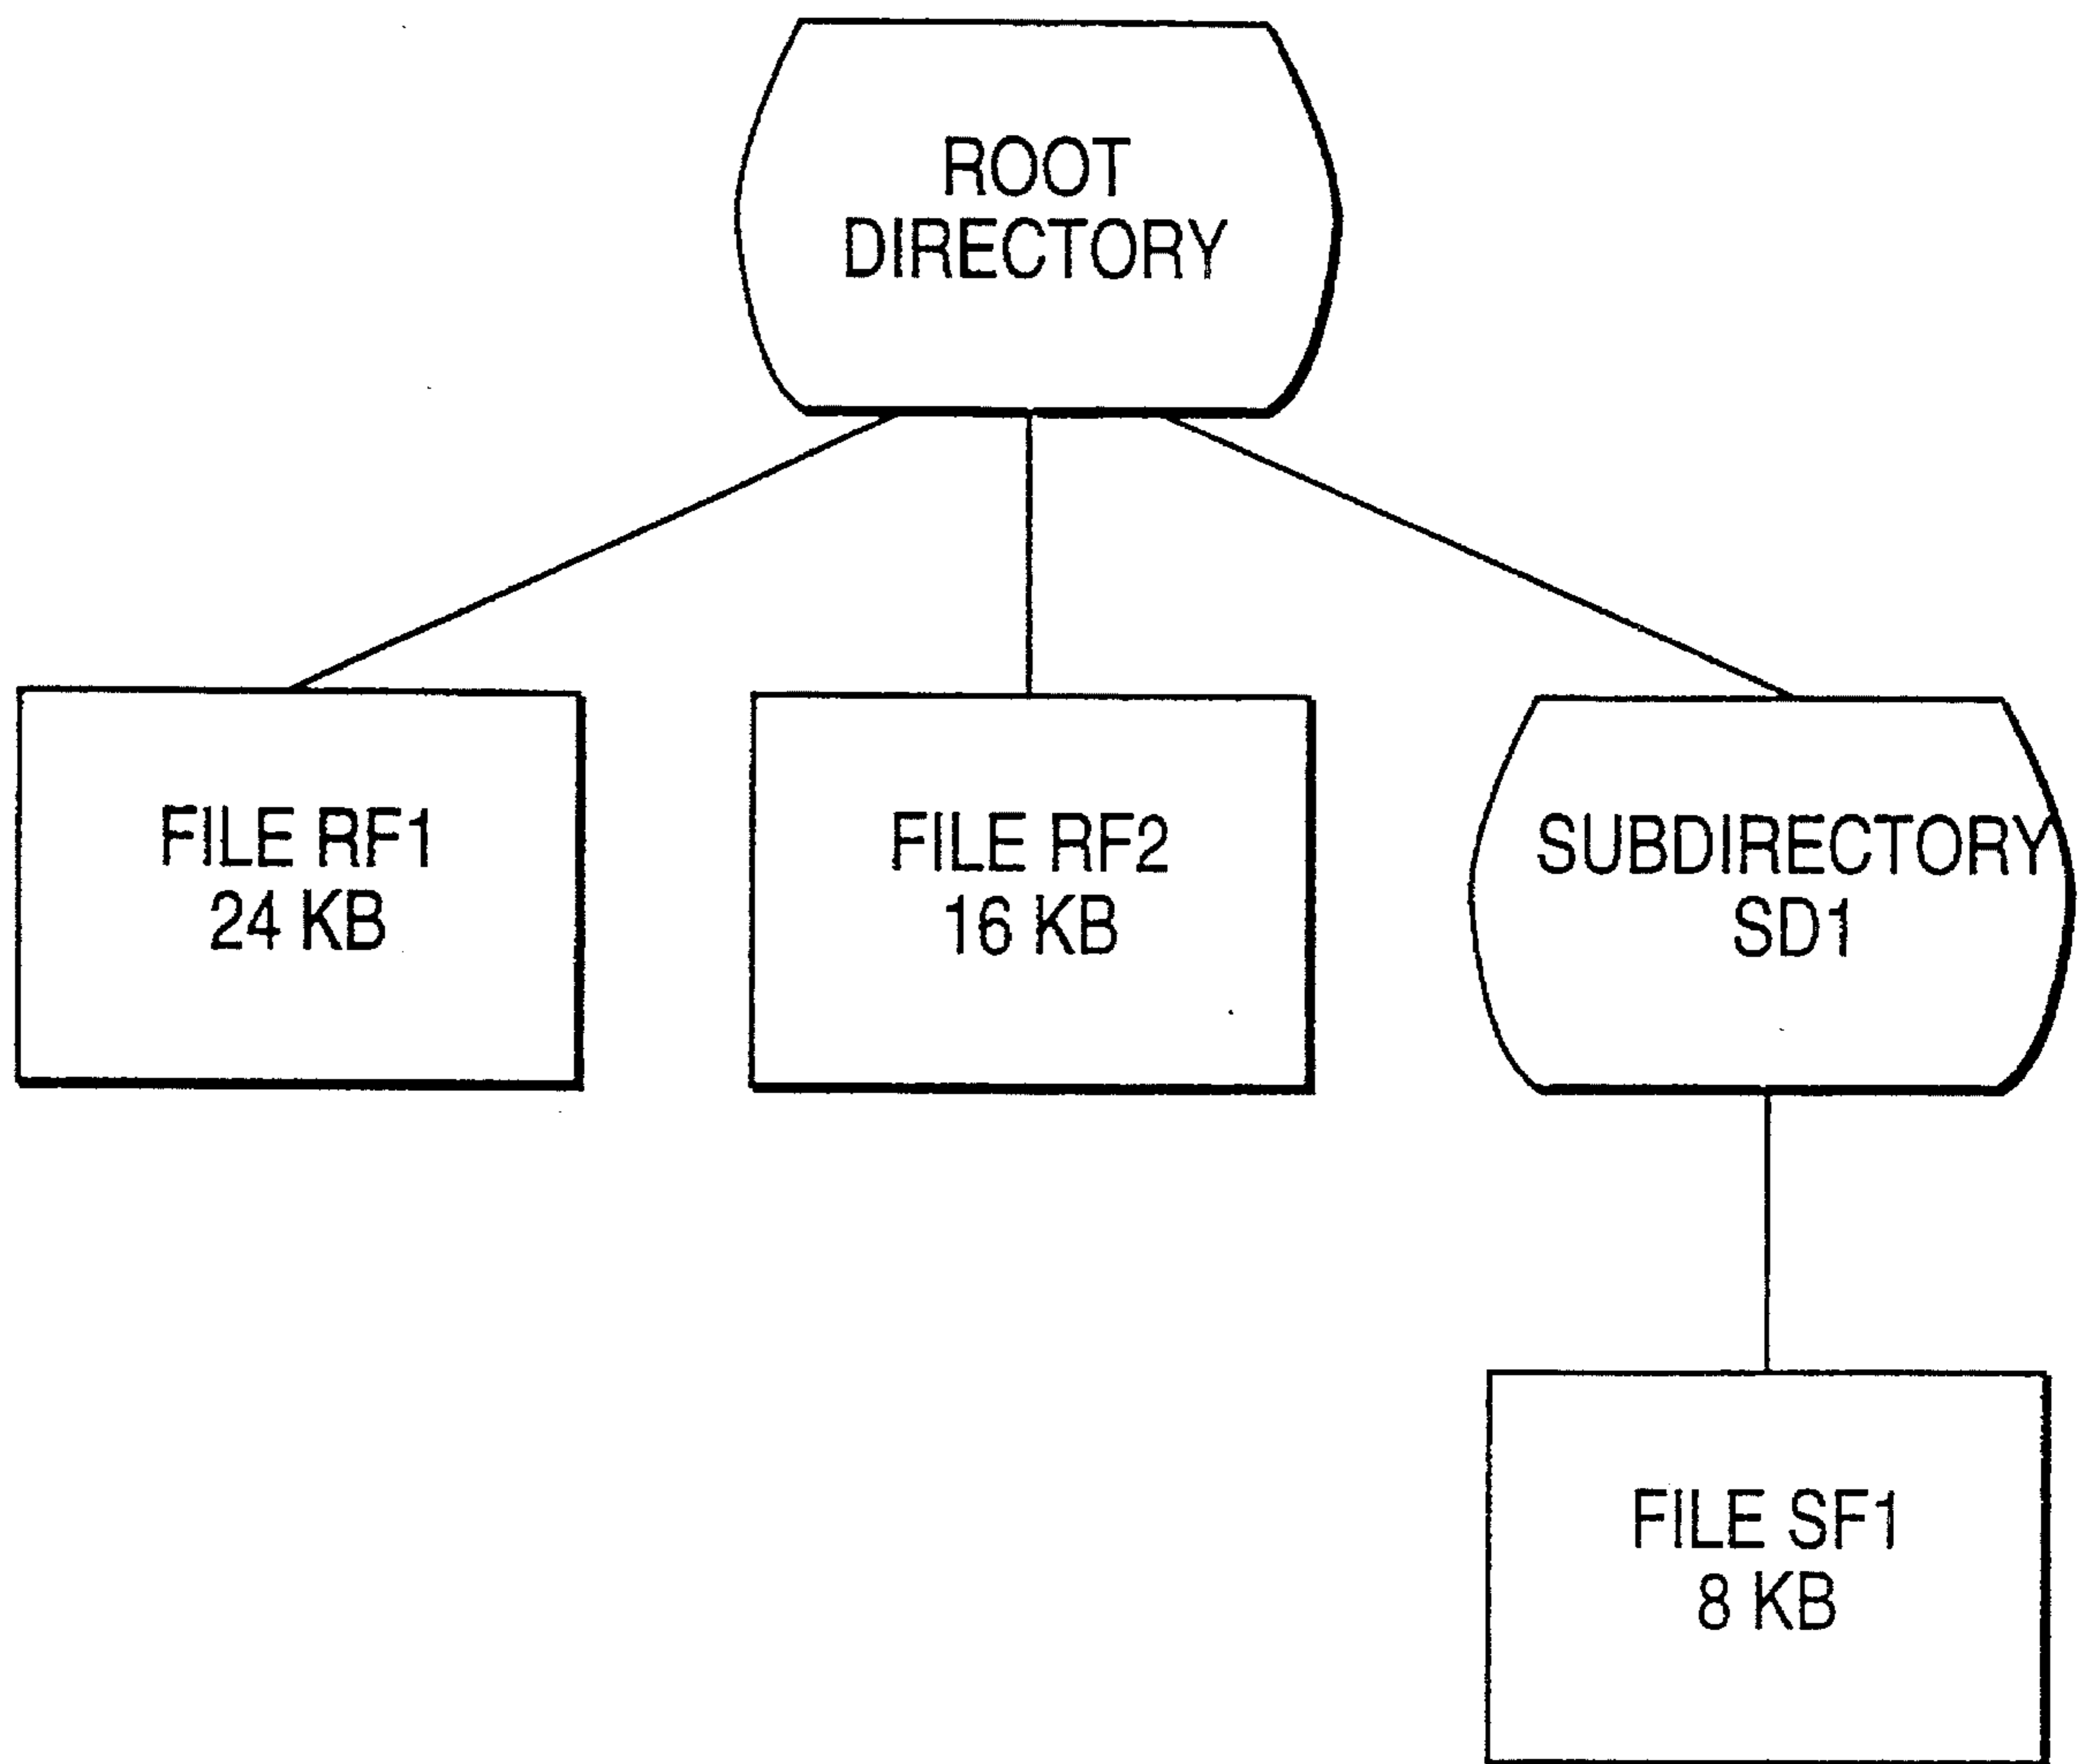 ROOT
DIRECTORY
FILE RF1
24 KB
FILE RF2
16 KB
SUBDIRECTORY
SD1
FILE SF1
8 KB